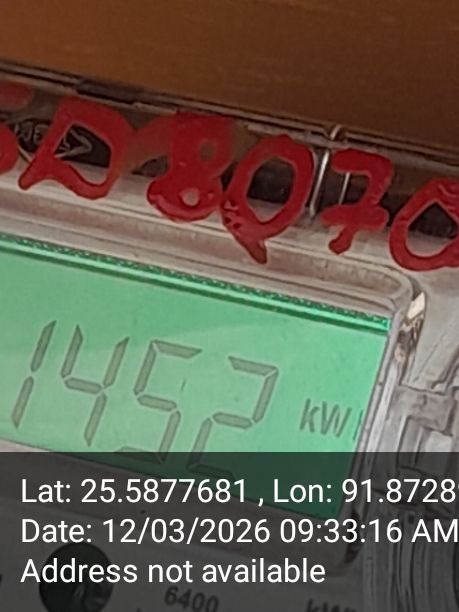 SD8Q70
1452 kW
Lat: 25.5877681 , Lon: 91.8728
Date: 12/03/2026 09:33:16 AM
Address not available
6400